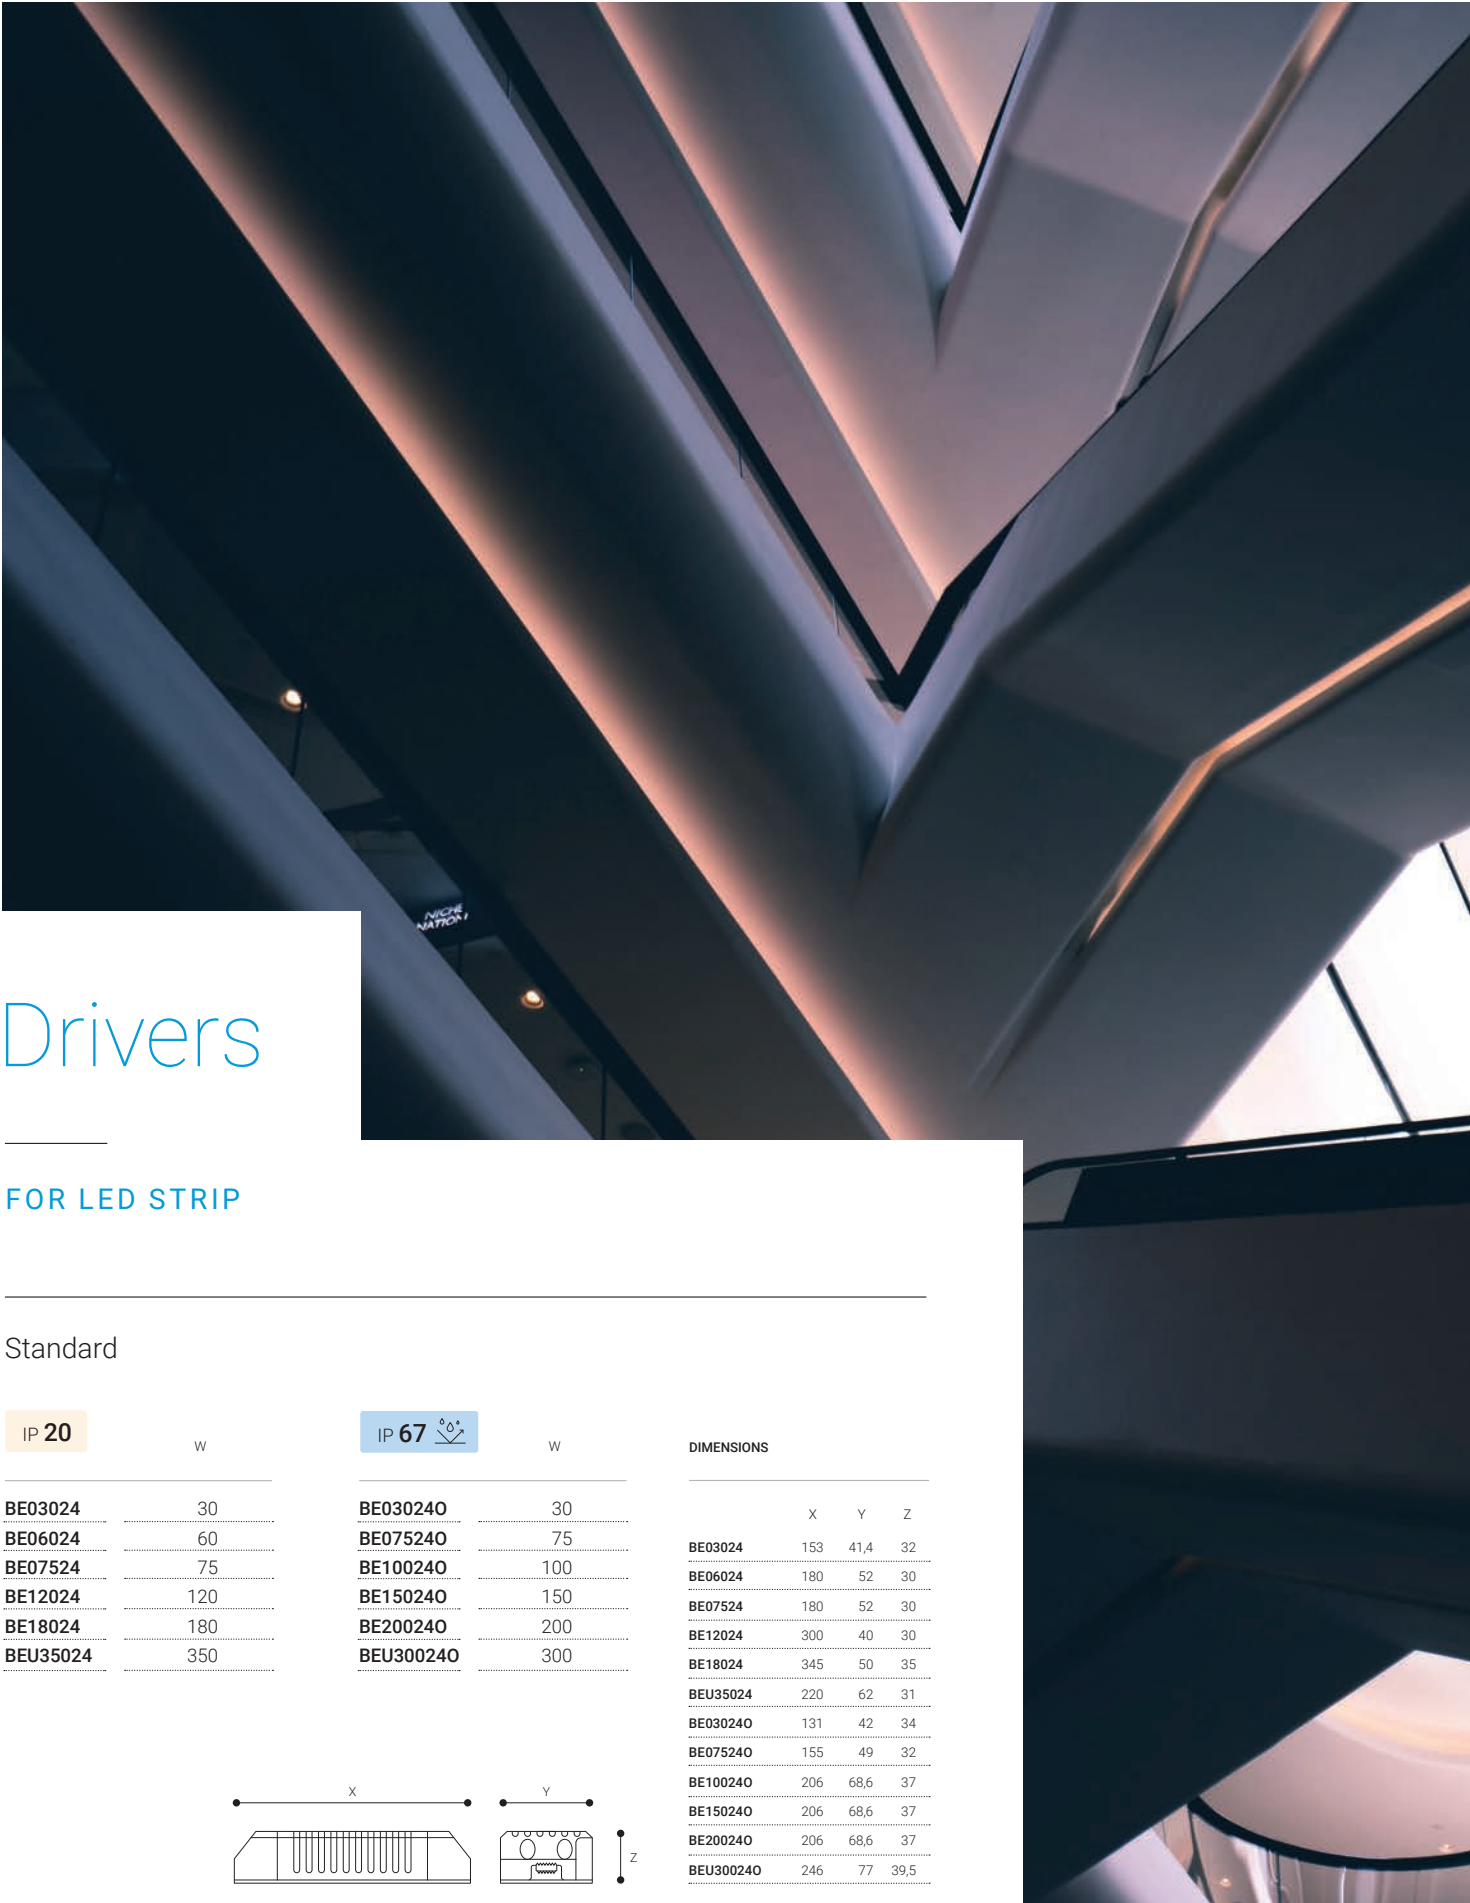 NICHE
NATION
Drivers
FOR LED STRIP
Standard
IP 20 W
BE03024 30
BE06024 60
BE07524 75
BE12024 120
BE18024 180
BEU35024 350
IP 67 W
BE03024O 30
BE07524O 75
BE10024O 100
BE15024O 150
BE20024O 200
BEU30024O 300
DIMENSIONS
X Y Z
BE03024 153 41,4 32
BE06024 180 52 30
BE07524 180 52 30
BE12024 300 40 30
BE18024 345 50 35
BEU35024 220 62 31
BE03024O 131 42 34
BE07524O 155 49 32
BE10024O 206 68,6 37
BE15024O 206 68,6 37
BE20024O 206 68,6 37
BEU30024O 246 77 39,5
X Y
Z